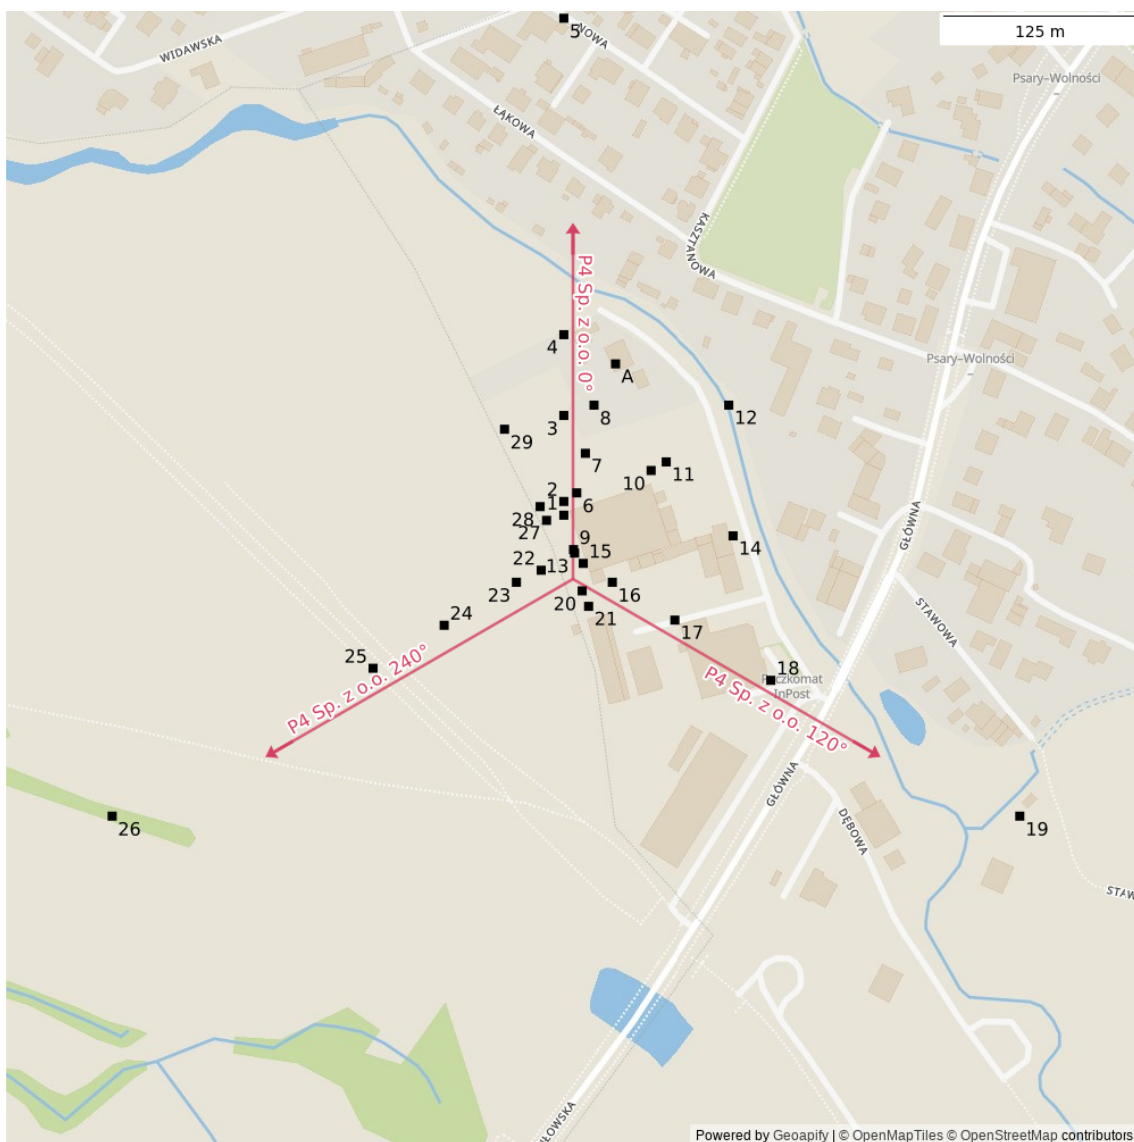 5
NOWA
125 m
WIDAWSKA
Psary–Wolności
ŁĄKOWA
KASZTANOWA
P4 Sp. z o.o. 0°
4
A
Psary–Wolności
8
3
12
29
7
11
10
2
6
1
28
27
GŁÓWNA
9
14
15
22
13
23
16
20
21
STAWOWA
24
17
25
18
Paczkomat
InPost
P4 Sp. z o.o. 240°
P4 Sp. z o.o. 120°
GŁÓWNA
26
DĘBOWA
19
STAW
ŁOWSKA
Powered by Geoapify | © OpenMapTiles © OpenStreetMap contributors